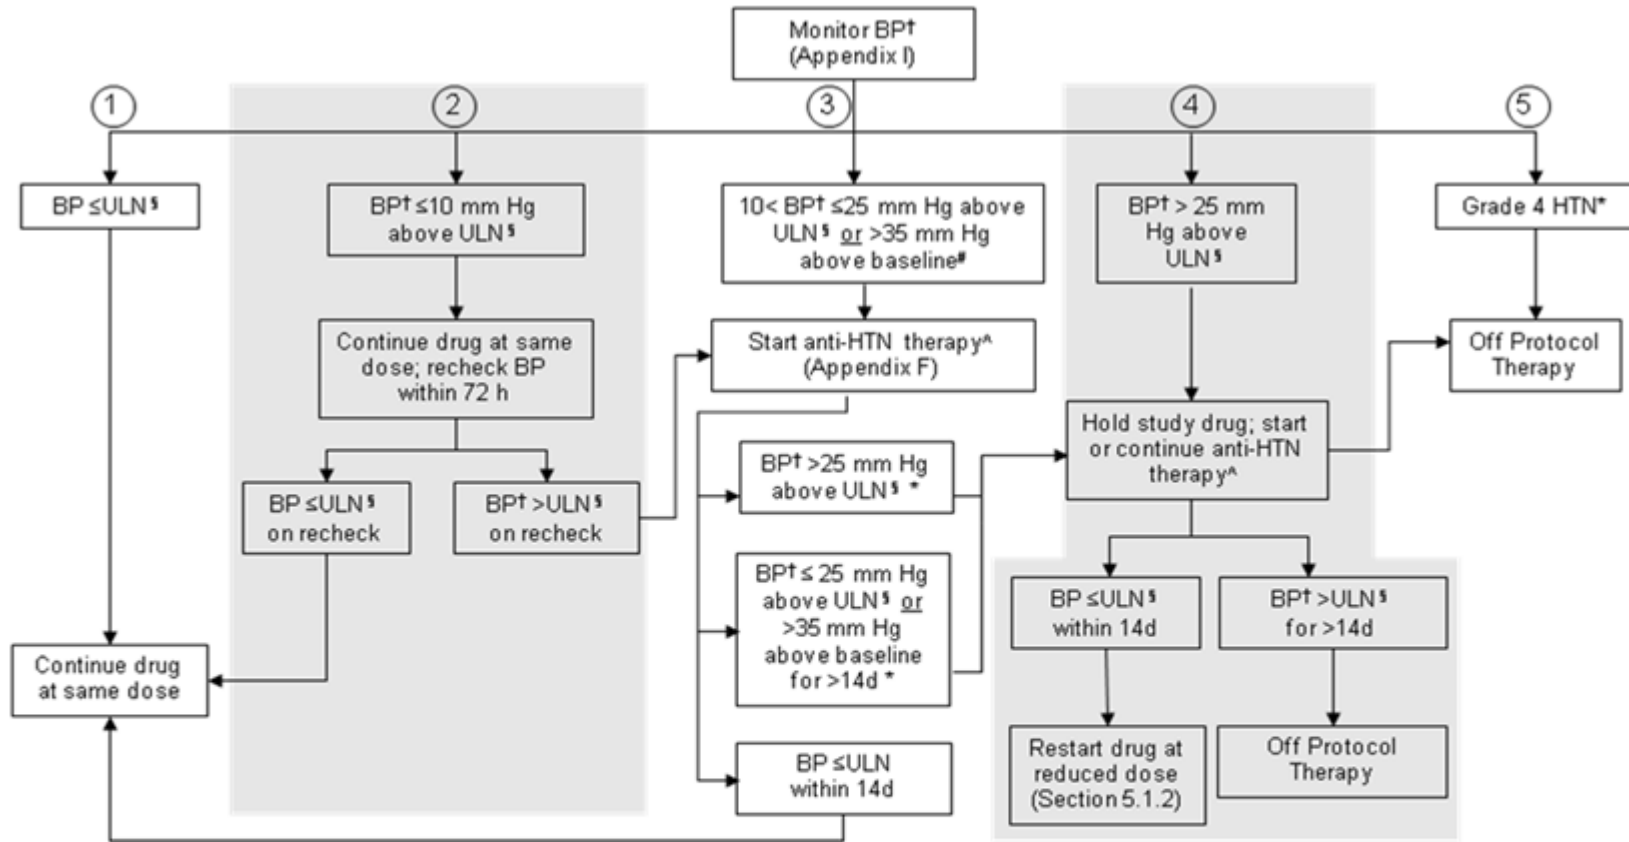 Monitor BP†
(Appendix I)
1
2
3
4
5
BP ≤ULN§
BP† ≤10 mm Hg
above ULN§
10< BP† ≤25 mm Hg above
ULN§ or >35 mm Hg
above baseline#
BP† > 25 mm
Hg above
ULN§
Grade 4 HTN*
Continue drug at same
dose; recheck BP
within 72 h
Start anti-HTN therapy^
(Appendix F)
Off Protocol
Therapy
Hold study drug; start
or continue anti-HTN
therapy^
BP ≤ULN§
on recheck
BP† >ULN§
on recheck
BP† >25 mm Hg
above ULN§ *
BP† ≤ 25 mm Hg
above ULN§ or
>35 mm Hg
above baseline
for >14d *
BP ≤ULN§
within 14d
BP† >ULN§
for >14d
Continue drug
at same dose
BP ≤ULN
within 14d
Restart drug at
reduced dose
(Section 5.1.2)
Off Protocol
Therapy